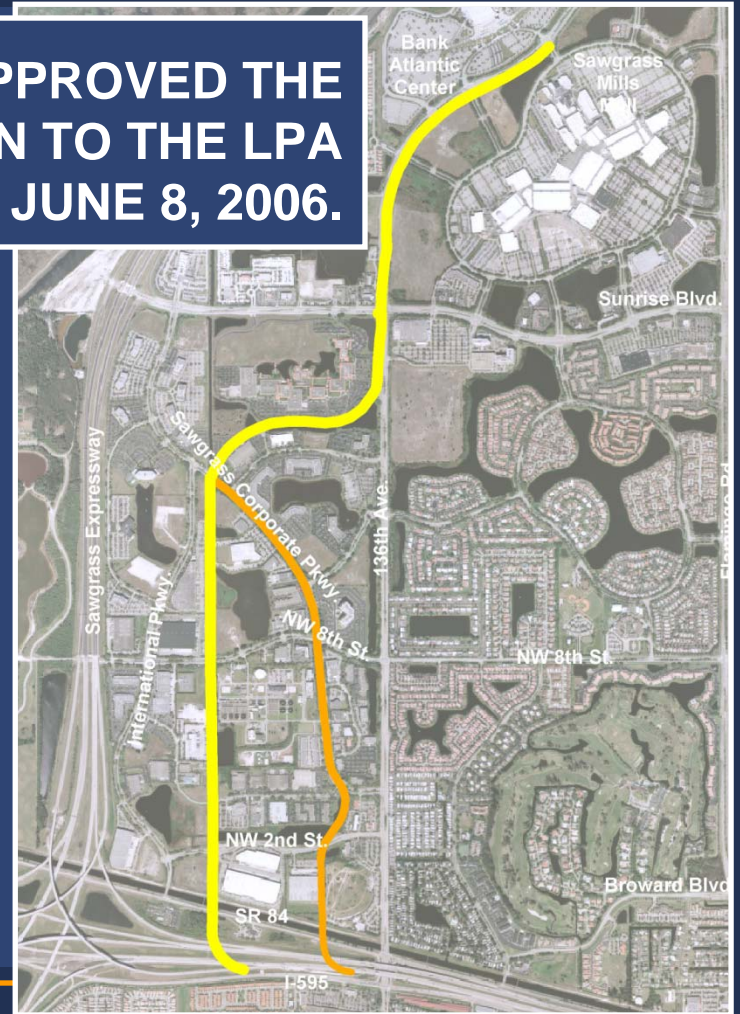 PPROVED THE
N TO THE LPA
JUNE 8, 2006.
Bank
Atlantic
Center
Sawgrass
Mills
Mall
Sunrise Blvd.
Sawgrass Corporate Pkwy.
Sawgrass Expressway
136th Ave.
Flamingo Rd.
International Pkwy.
NW 8th St.
NW 8th St.
NW 2nd St.
Broward Blvd
SR 84
I-595